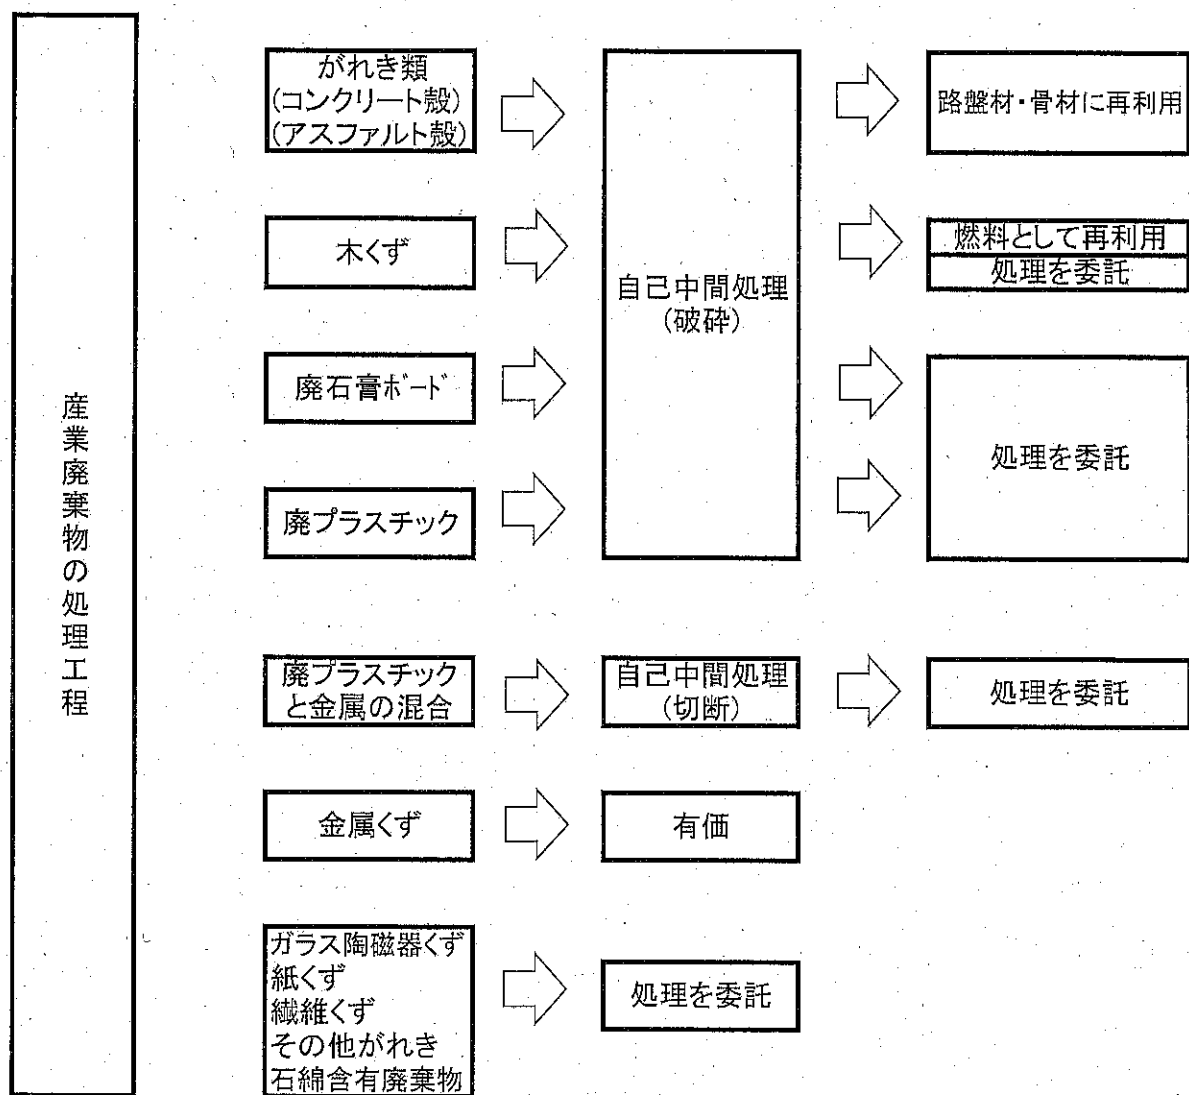 産業廃棄物の処理工程
がれき類
(コンクリート殻)
(アスファルト殻)
自己中間処理
(破砕)
路盤材・骨材に再利用
木くず
燃料として再利用
処理を委託
廃石膏ﾎﾞｰﾄﾞ
処理を委託
廃プラスチック
廃プラスチック
と金属の混合
自己中間処理
(切断)
処理を委託
金属くず
有価
ガラス陶磁器くず
紙くず
繊維くず
その他がれき
石綿含有廃棄物
処理を委託